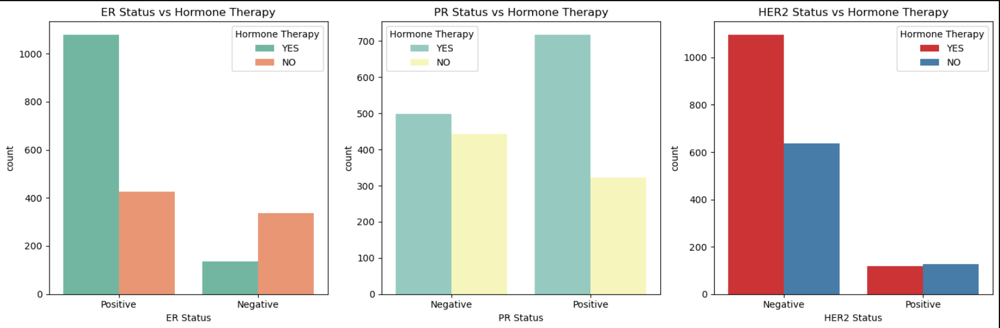 ER Status vs Hormone Therapy
Hormone Therapy
YES
NO
1000
800
600
400
200
0
count
Positive
Negative
ER Status
PR Status vs Hormone Therapy
Hormone Therapy
YES
NO
700
600
500
400
300
200
100
0
count
Negative
Positive
PR Status
HER2 Status vs Hormone Therapy
Hormone Therapy
YES
NO
1000
800
600
400
200
0
count
Negative
Positive
HER2 Status